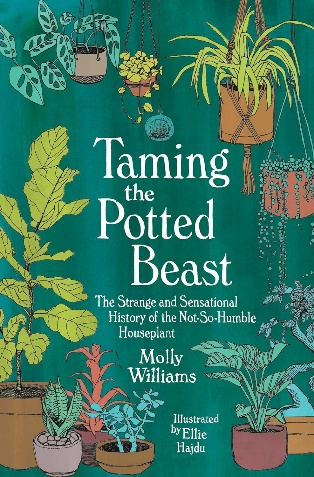 Taming
the
Potted
Beast
The Strange and Sensational
History of the Not-So-Humble
Houseplant
Molly
Williams
Illustrated
by Ellie
Hajdu